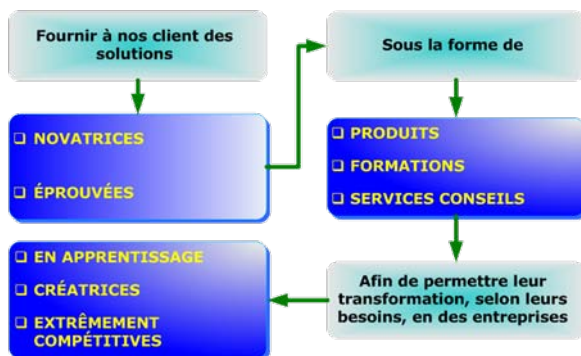 Fournir à nos client des
solutions
❑ NOVATRICES
❑ ÉPROUVÉES
Sous la forme de
❑ PRODUITS
❑ FORMATIONS
❑ SERVICES CONSEILS
Afin de permettre leur
transformation, selon leurs
besoins, en des entreprises
❑ EN APPRENTISSAGE
❑ CRÉATRICES
❑ EXTRÊMEMENT
COMPÉTITIVES